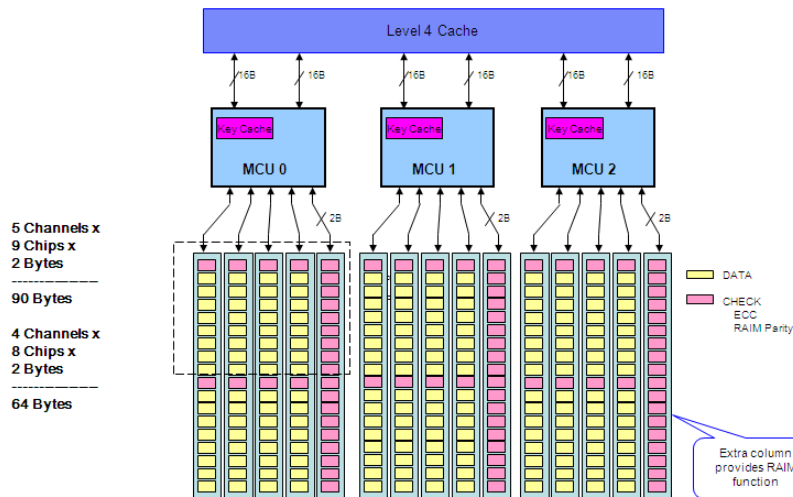 Level 4 Cache
16B
16B
16B
16B
16B
16B
Key Cache
MCU 0
Key Cache
MCU 1
Key Cache
MCU 2
2B
2B
2B
5 Channels x
9 Chips x
2 Bytes
--------------------
90 Bytes
4 Channels x
8 Chips x
2 Bytes
--------------------
64 Bytes
DATA
CHECK
ECC
RAIM Parity
Extra column
provides RAIM
function